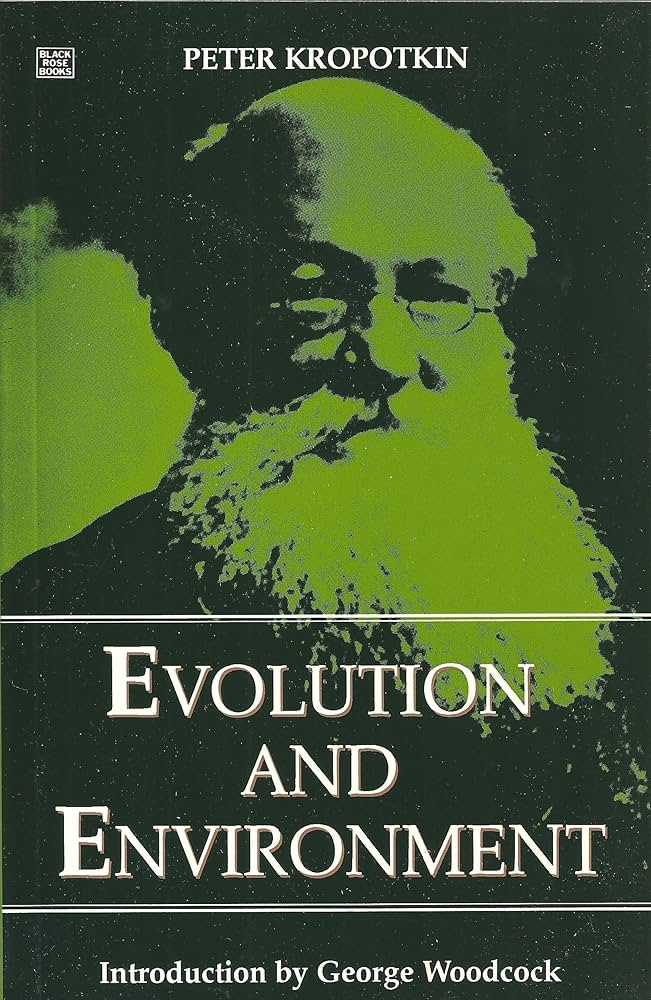 BLACK
ROSE
BOOKS
PETER KROPOTKIN
EVOLUTION
AND
ENVIRONMENT
Introduction by George Woodcock